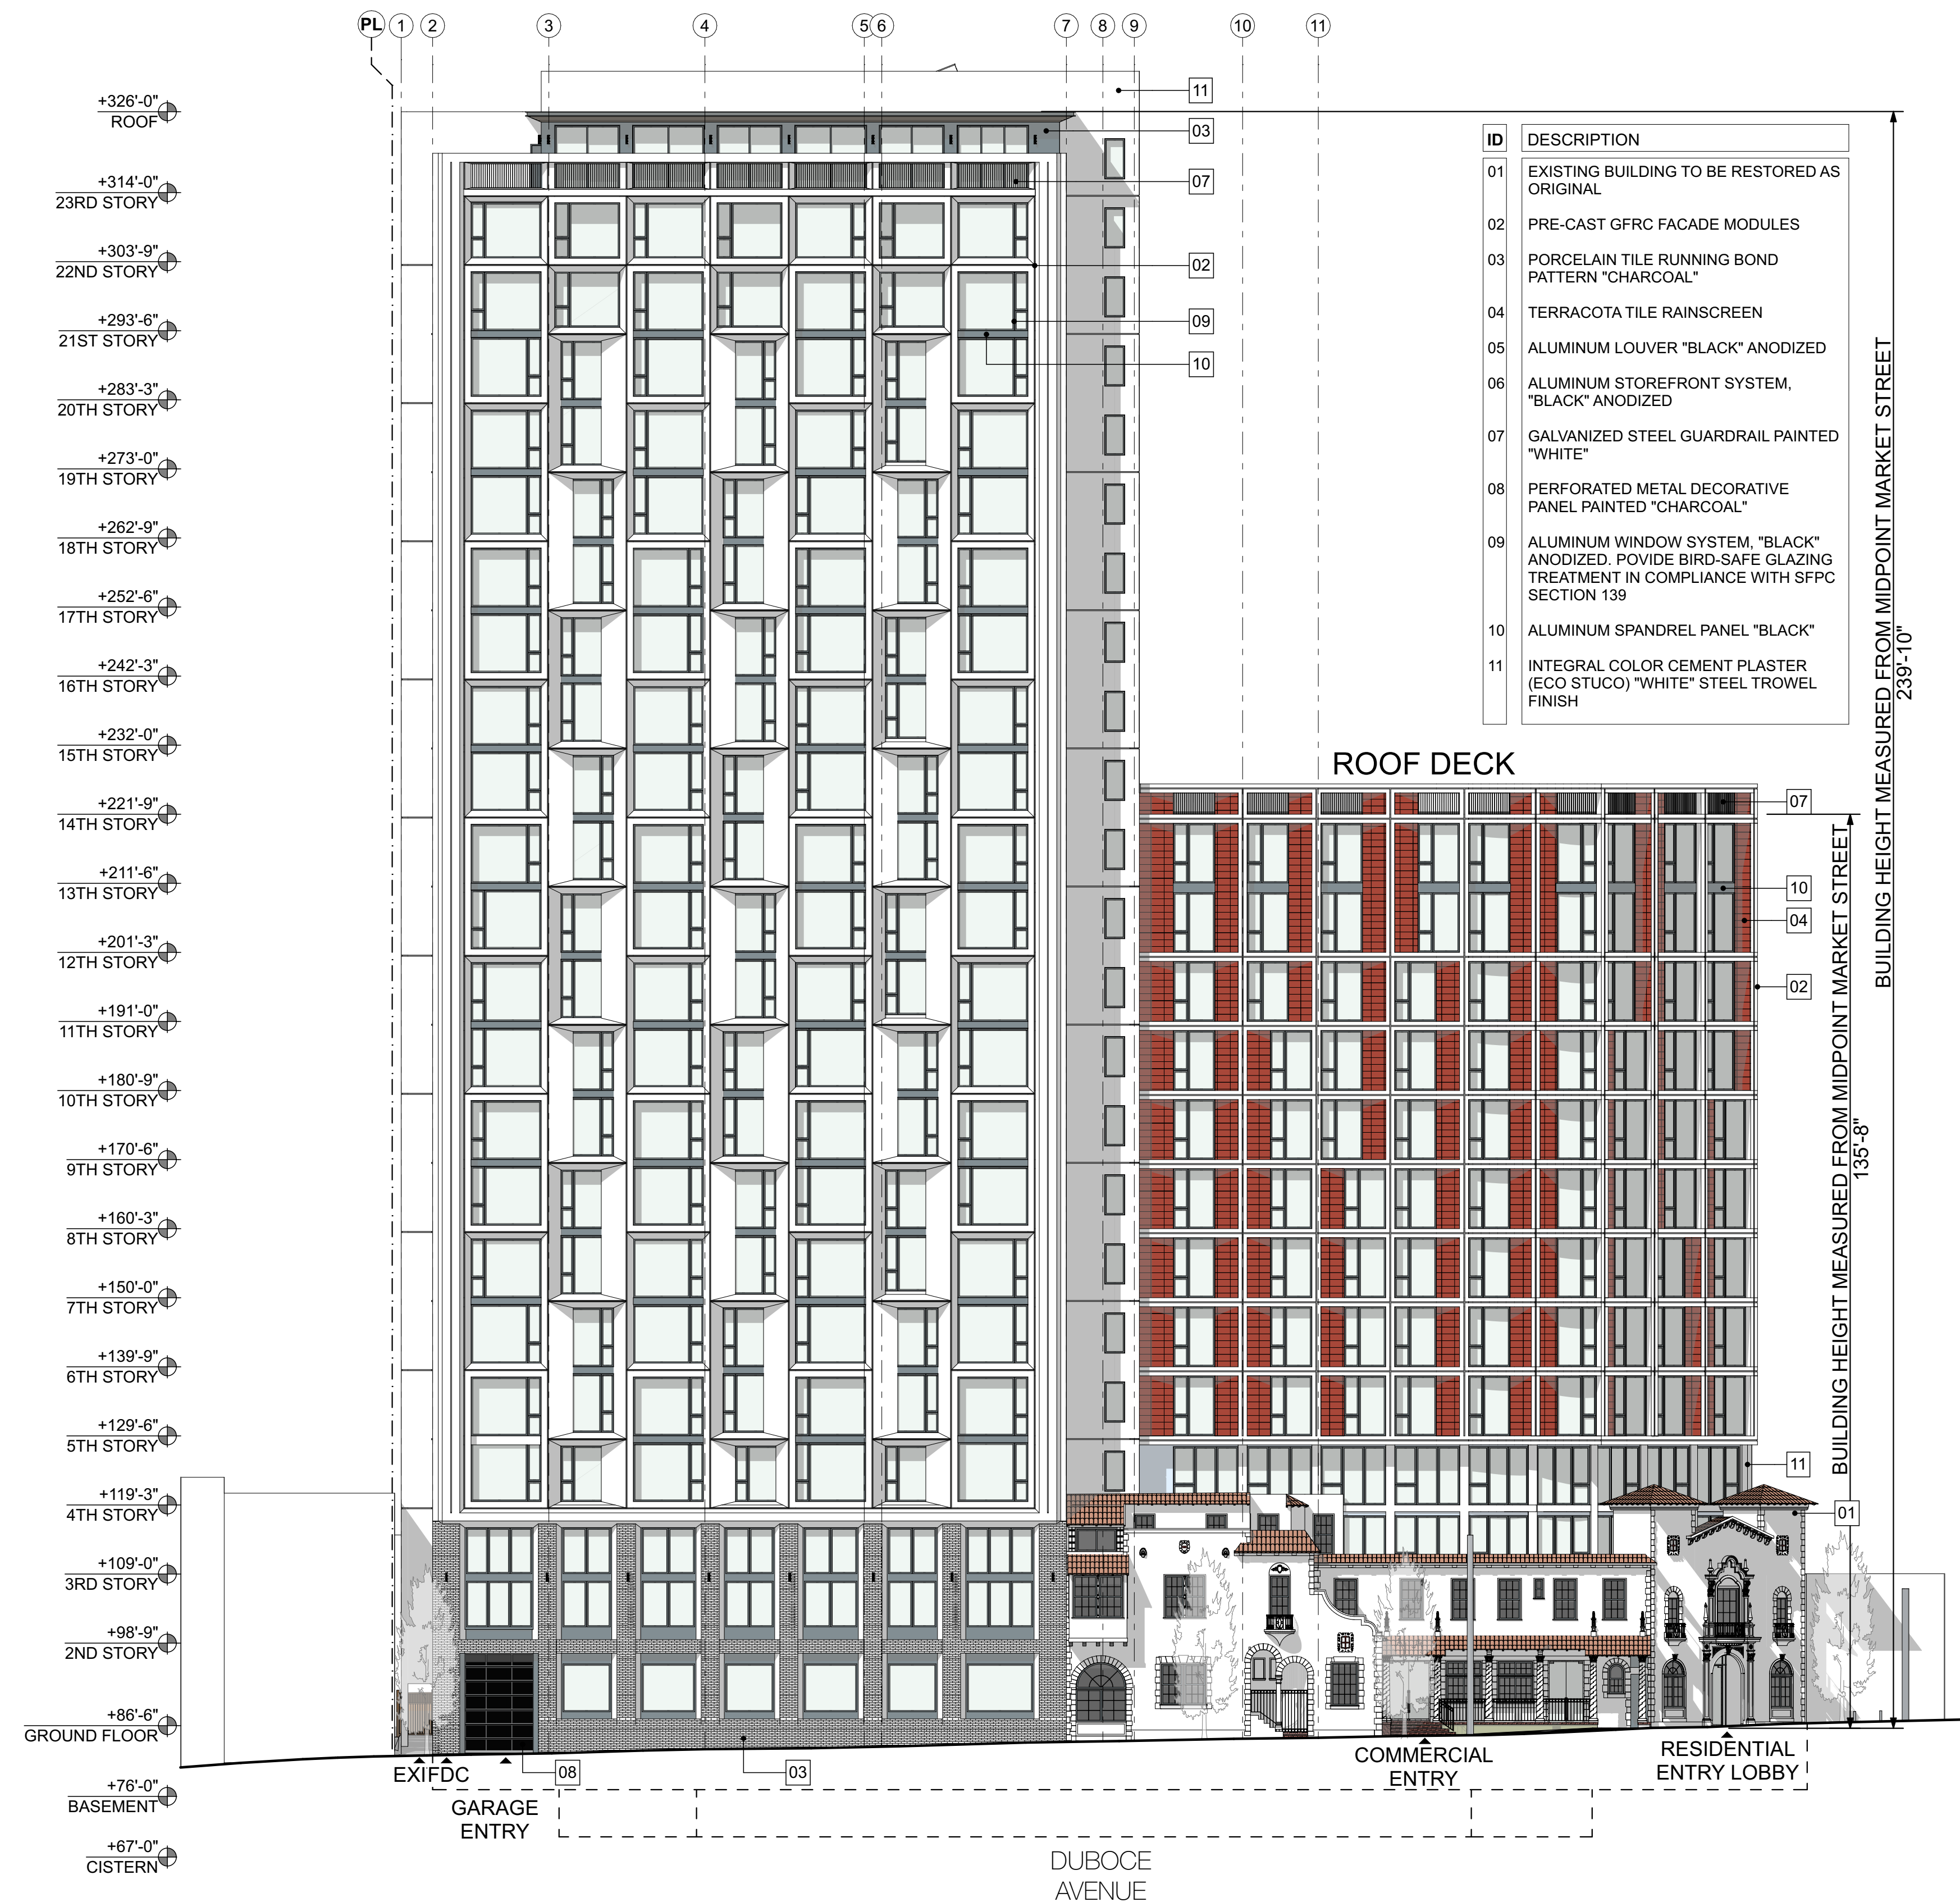 PL 1 2 3 4 5 6 7 8 9 10 11
+326'-0"
ROOF
+314'-0"
23RD STORY
+303'-9"
22ND STORY
+293'-6"
21ST STORY
+283'-3"
20TH STORY
+273'-0"
19TH STORY
+262'-9"
18TH STORY
+252'-6"
17TH STORY
+242'-3"
16TH STORY
+232'-0"
15TH STORY
+221'-9"
14TH STORY
+211'-6"
13TH STORY
+201'-3"
12TH STORY
+191'-0"
11TH STORY
+180'-9"
10TH STORY
+170'-6"
9TH STORY
+160'-3"
8TH STORY
+150'-0"
7TH STORY
+139'-9"
6TH STORY
+129'-6"
5TH STORY
+119'-3"
4TH STORY
+109'-0"
3RD STORY
+98'-9"
2ND STORY
+86'-6"
GROUND FLOOR
+76'-0"
BASEMENT
+67'-0"
CISTERN
11
03
07
02
09
10
ID DESCRIPTION
01 EXISTING BUILDING TO BE RESTORED AS
ORIGINAL
02 PRE-CAST GFRC FACADE MODULES
03 PORCELAIN TILE RUNNING BOND
PATTERN "CHARCOAL"
04 TERRACOTA TILE RAINSCREEN
05 ALUMINUM LOUVER "BLACK" ANODIZED
06 ALUMINUM STOREFRONT SYSTEM,
"BLACK" ANODIZED
07 GALVANIZED STEEL GUARDRAIL PAINTED
"WHITE"
08 PERFORATED METAL DECORATIVE
PANEL PAINTED "CHARCOAL"
09 ALUMINUM WINDOW SYSTEM, "BLACK"
ANODIZED. POVIDE BIRD-SAFE GLAZING
TREATMENT IN COMPLIANCE WITH SFPC
SECTION 139
10 ALUMINUM SPANDREL PANEL "BLACK"
11 INTEGRAL COLOR CEMENT PLASTER
(ECO STUCO) "WHITE" STEEL TROWEL
FINISH
BUILDING HEIGHT MEASURED FROM MIDPOINT MARKET STREET
239'-10"
ROOF DECK
07
10
04
02
11
01
BUILDING HEIGHT MEASURED FROM MIDPOINT MARKET STREET
135'-8"
EXIFDC
08
03
GARAGE
ENTRY
COMMERCIAL
ENTRY
RESIDENTIAL
ENTRY LOBBY
DUBOCE
AVENUE